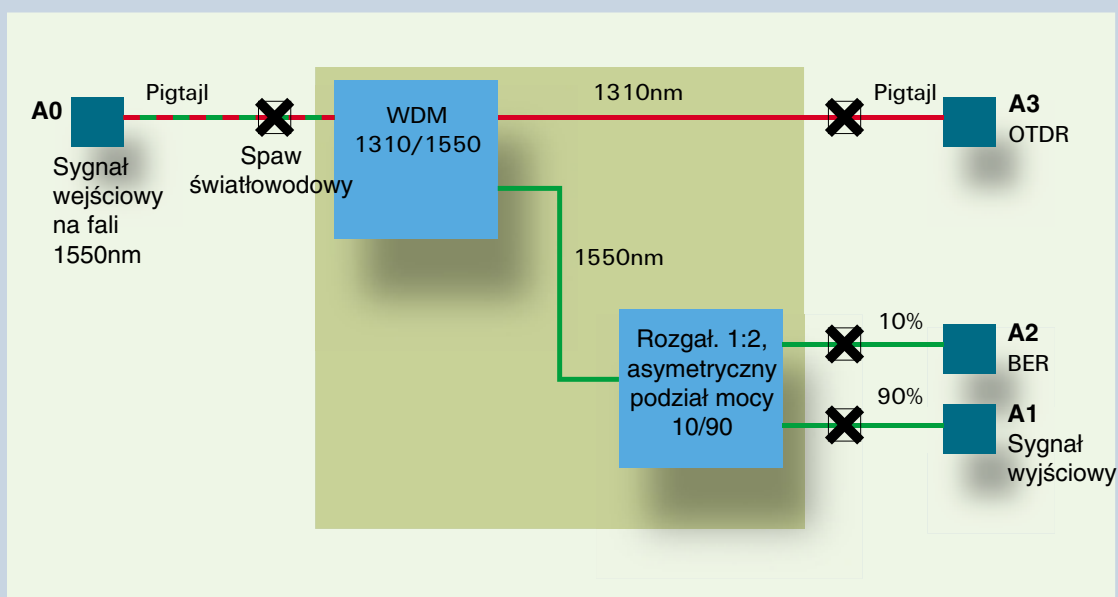 Pigtajl
A0
Sygnał
wejściowy
na fali
1550nm
Spaw
światłowodowy
WDM
1310/1550
1310nm
Pigtajl
A3
OTDR
1550nm
Rozgał. 1:2,
asymetryczny
podział mocy
10/90
10%
A2
BER
90%
A1
Sygnał
wyjściowy